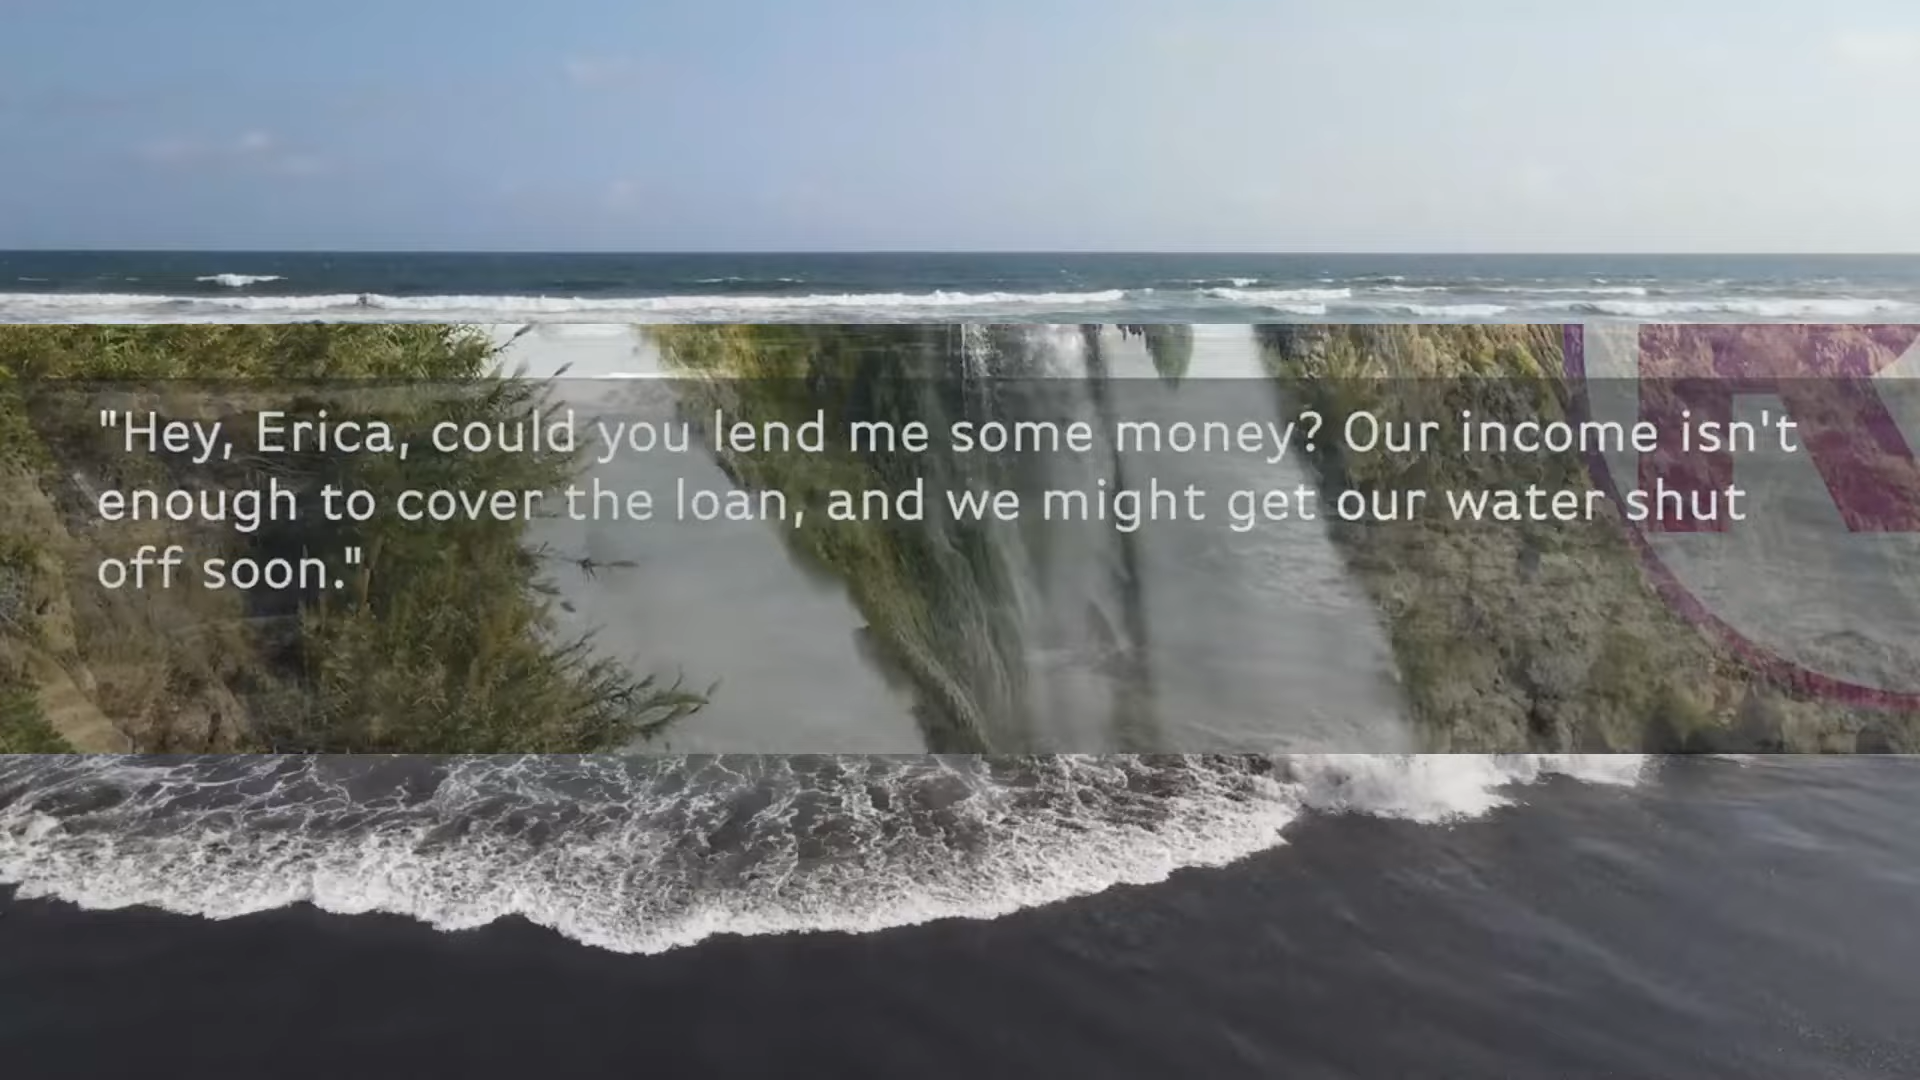 "Hey, Erica, could you lend me some money? Our income isn't
enough to cover the loan, and we might get our water shut
off soon."
R